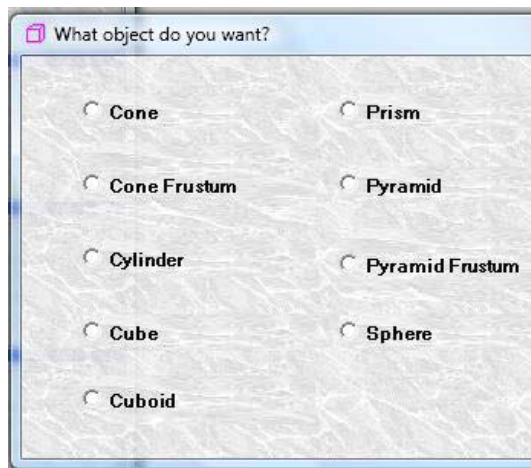 What object do you want?
Cone
Prism
Cone Frustum
Pyramid
Cylinder
Pyramid Frustum
Cube
Sphere
Cuboid